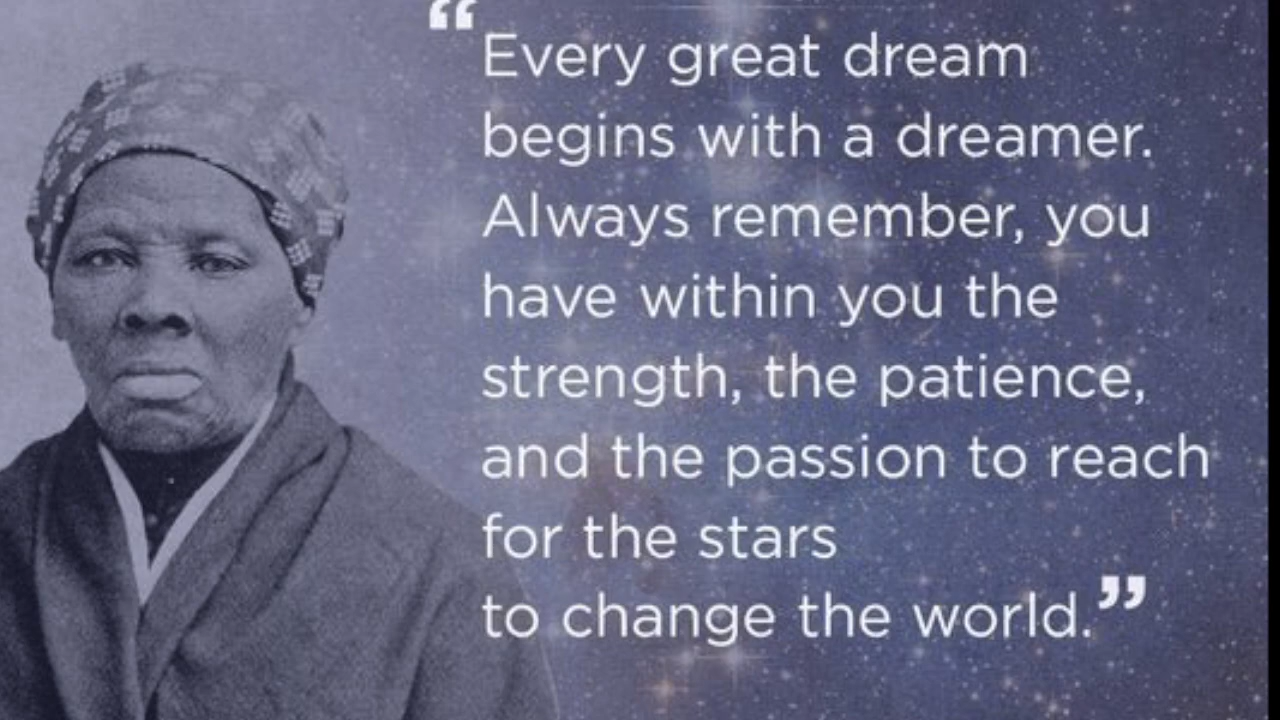 “Every great dream
begins with a dreamer.
Always remember, you
have within you the
strength, the patience,
and the passion to reach
for the stars
to change the world.”